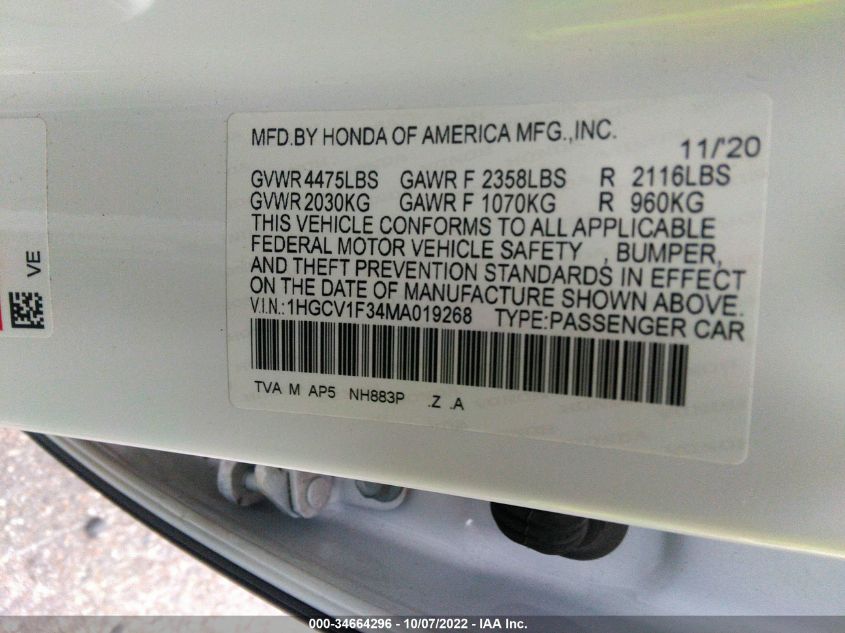 MFD.BY HONDA OF AMERICA MFG.,INC. 11/'20
GVWR 4475LBS GAWR F 2358LBS R 2116LBS
GVWR 2030KG GAWR F 1070KG R 960KG
THIS VEHICLE CONFORMS TO ALL APPLICABLE
FEDERAL MOTOR VEHICLE SAFETY , BUMPER,
AND THEFT PREVENTION STANDARDS IN EFFECT
ON THE DATE OF MANUFACTURE SHOWN ABOVE.
V.I.N.:1HGCV1F34MA019268 TYPE:PASSENGER CAR
TVA M AP5 NH883P .Z .A
VE
000-34664296 - 10/07/2022 - IAA Inc.